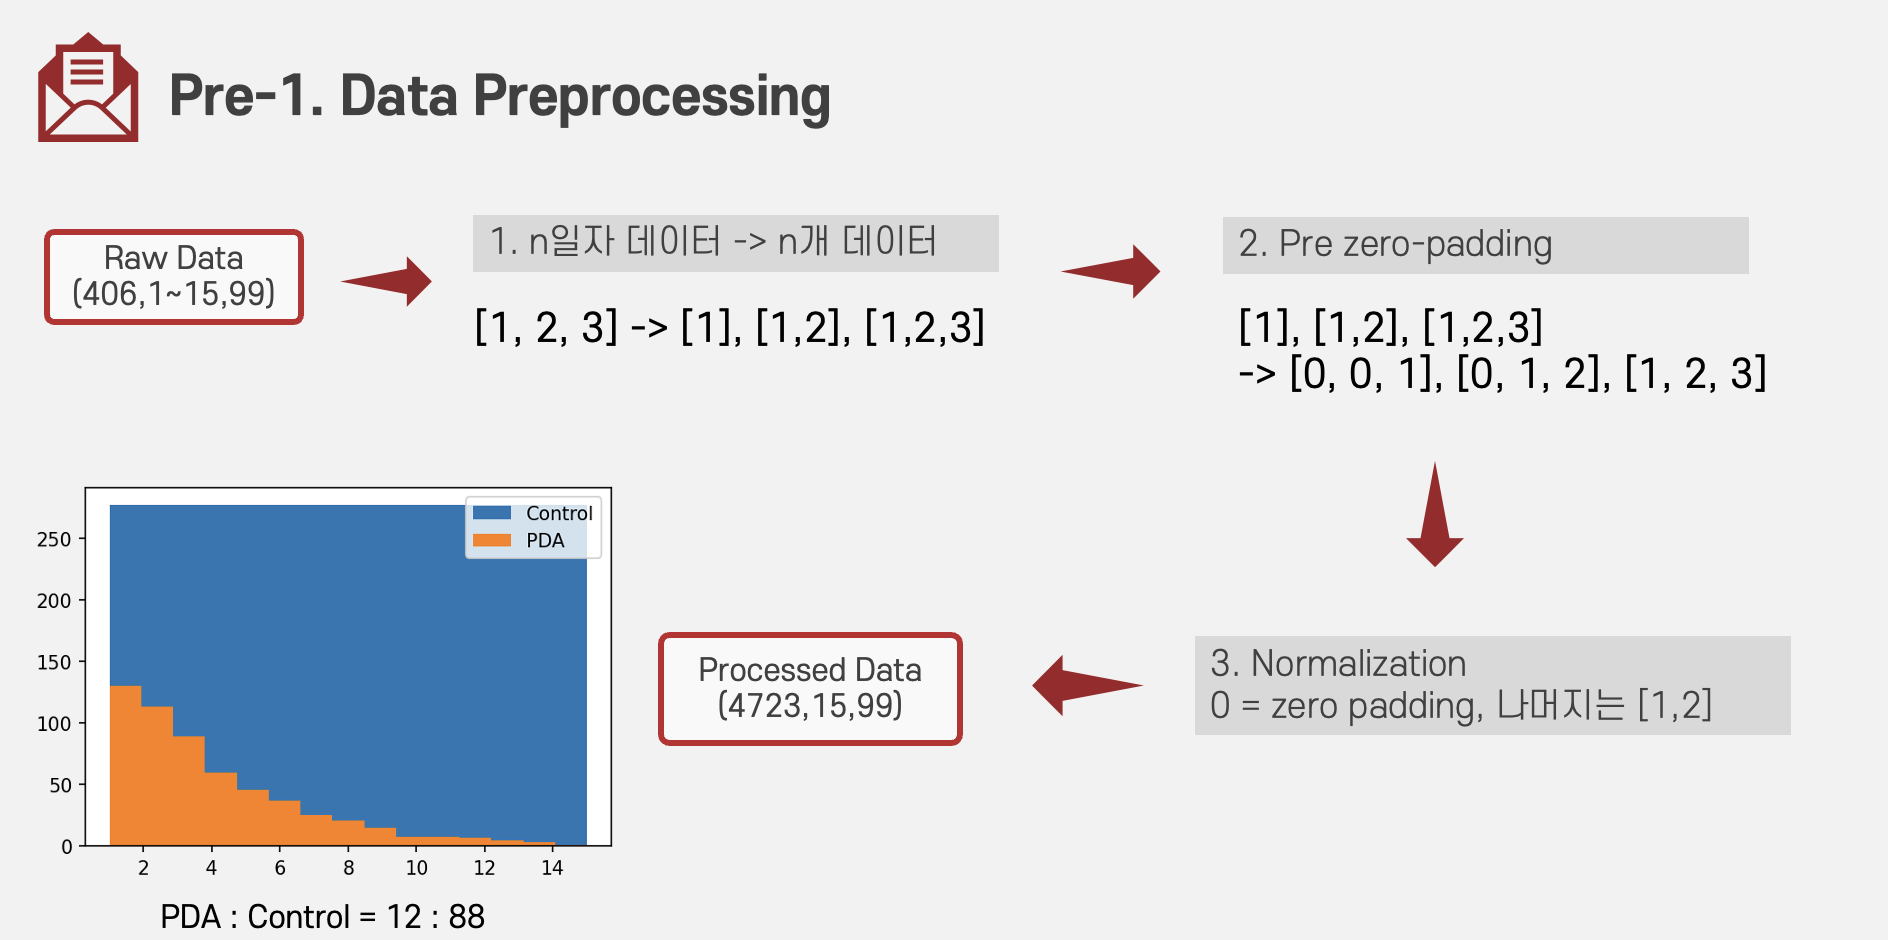 Pre-1. Data Preprocessing
Raw Data
(406,1~15,99)
1. n일자 데이터 -> n개 데이터
[1, 2, 3] -> [1], [1,2], [1,2,3]
2. Pre zero-padding
[1], [1,2], [1,2,3]
-> [0, 0, 1], [0, 1, 2], [1, 2, 3]
3. Normalization
0 = zero padding, 나머지는 [1,2]
Processed Data
(4723,15,99)
Control
PDA
250
200
150
100
50
0
2 4 6 8 10 12 14
PDA : Control = 12 : 88